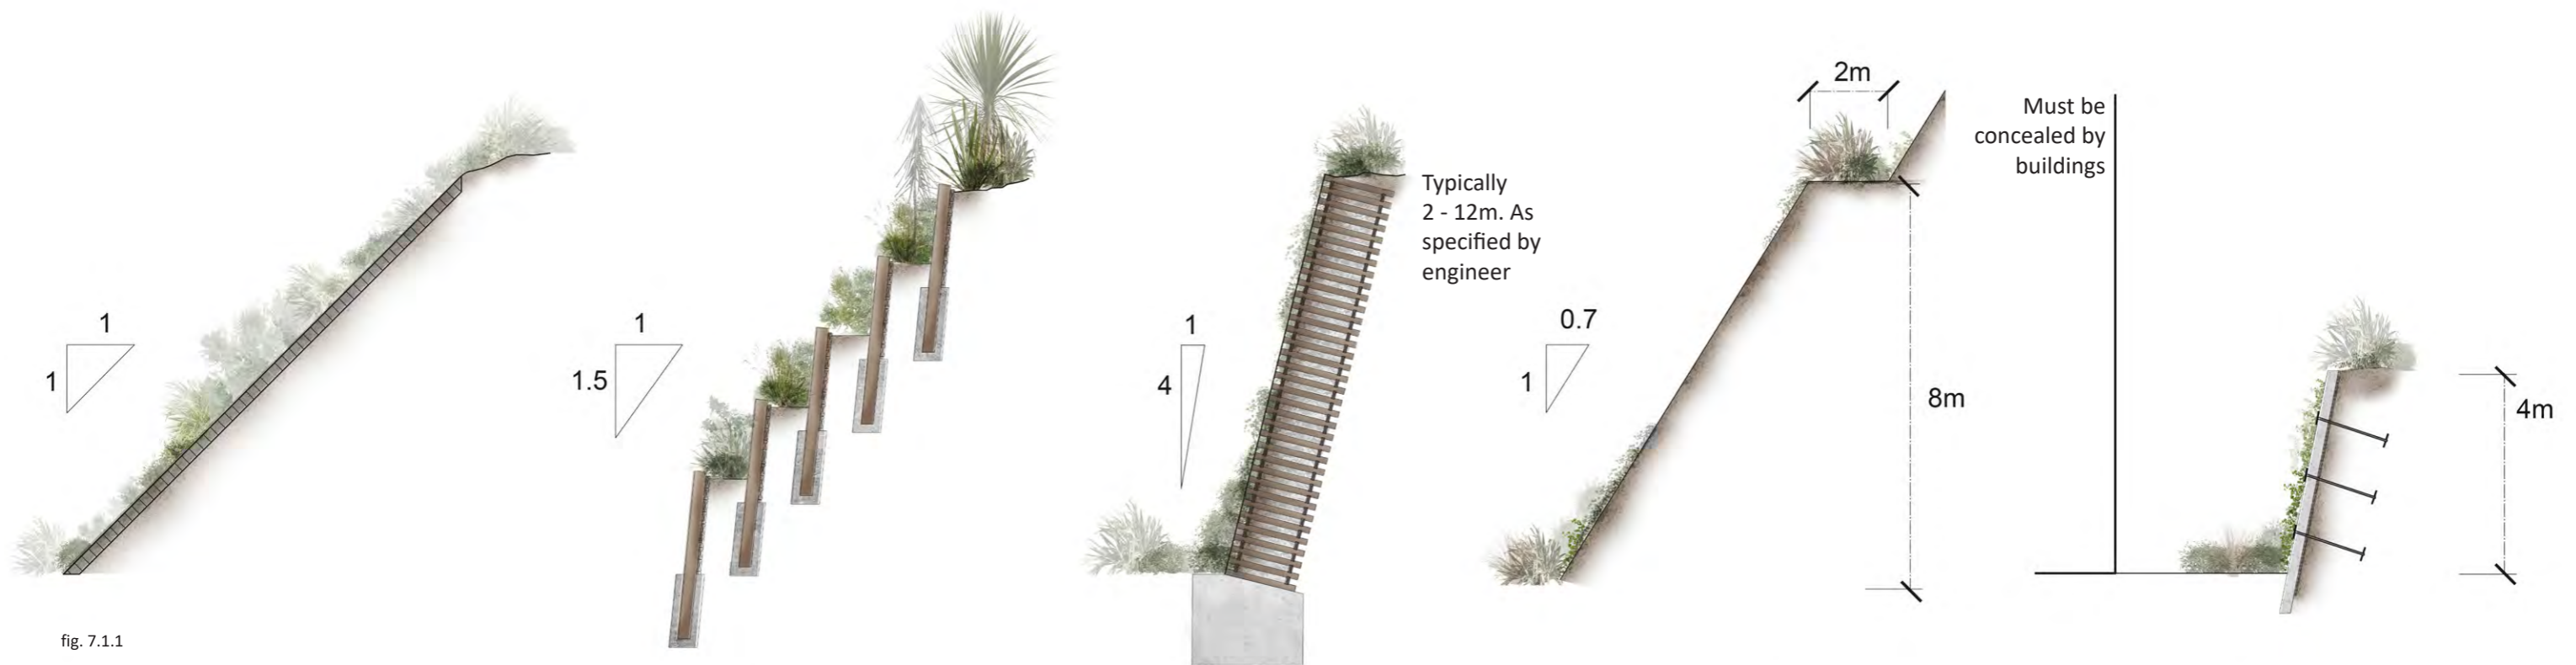 1
1
fig. 7.1.1
1
1.5
1
4
Typically
2 - 12m. As
specified by
engineer
0.7
1
2m
8m
Must be
concealed by
buildings
4m